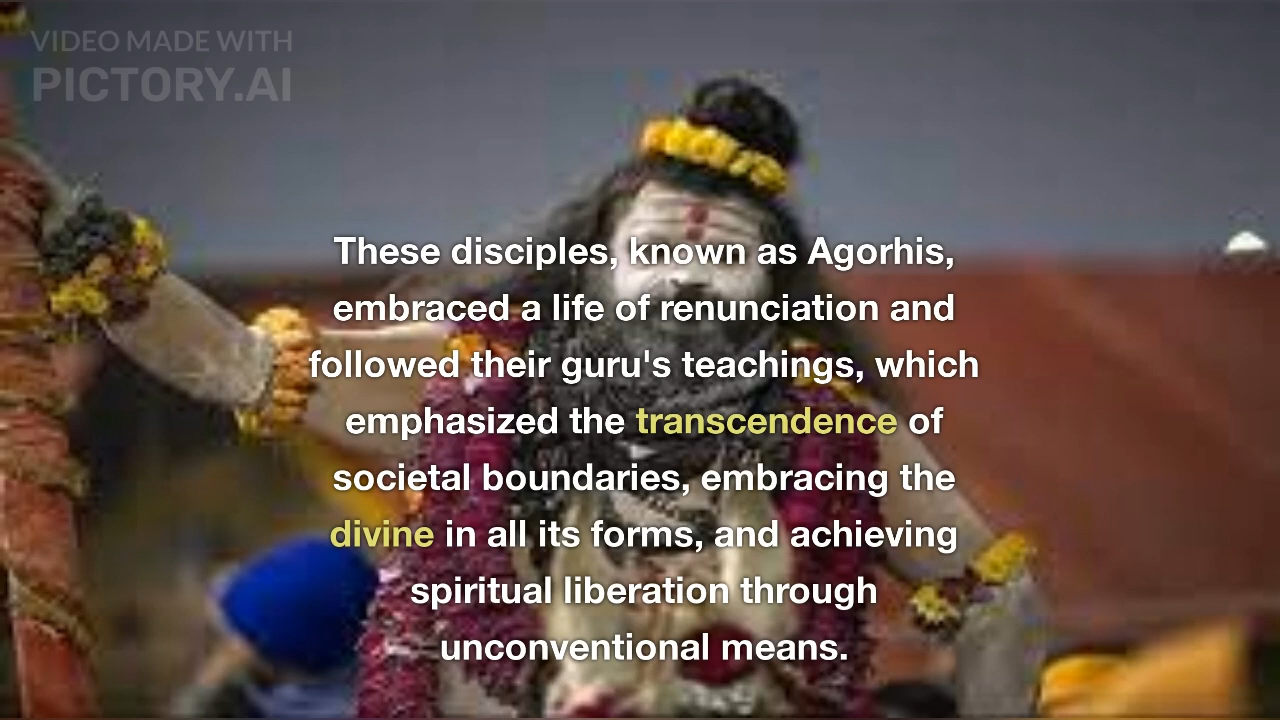 VIDEO MADE WITH
PICTORY.AI
These disciples, known as Agorhis,
embraced a life of renunciation and
followed their guru's teachings, which
emphasized the transcendence of
societal boundaries, embracing the
divine in all its forms, and achieving
spiritual liberation through
unconventional means.